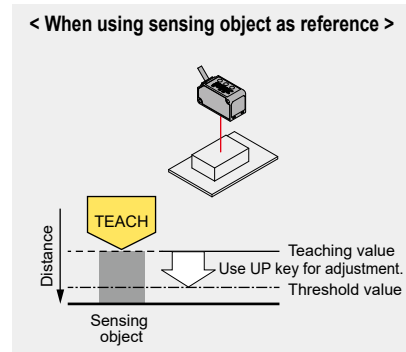 < When using sensing object as reference >
TEACH
Distance
Teaching value
Use UP key for adjustment.
Threshold value
Sensing
object